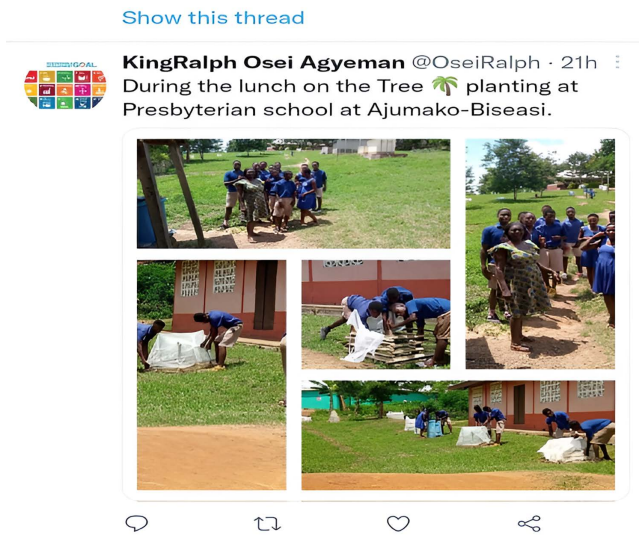 Show this thread
KingRalph Osei Agyeman @OseiRalph · 21h
During the lunch on the Tree 🌴 planting at
Presbyterian school at Ajumako-Biseasi.